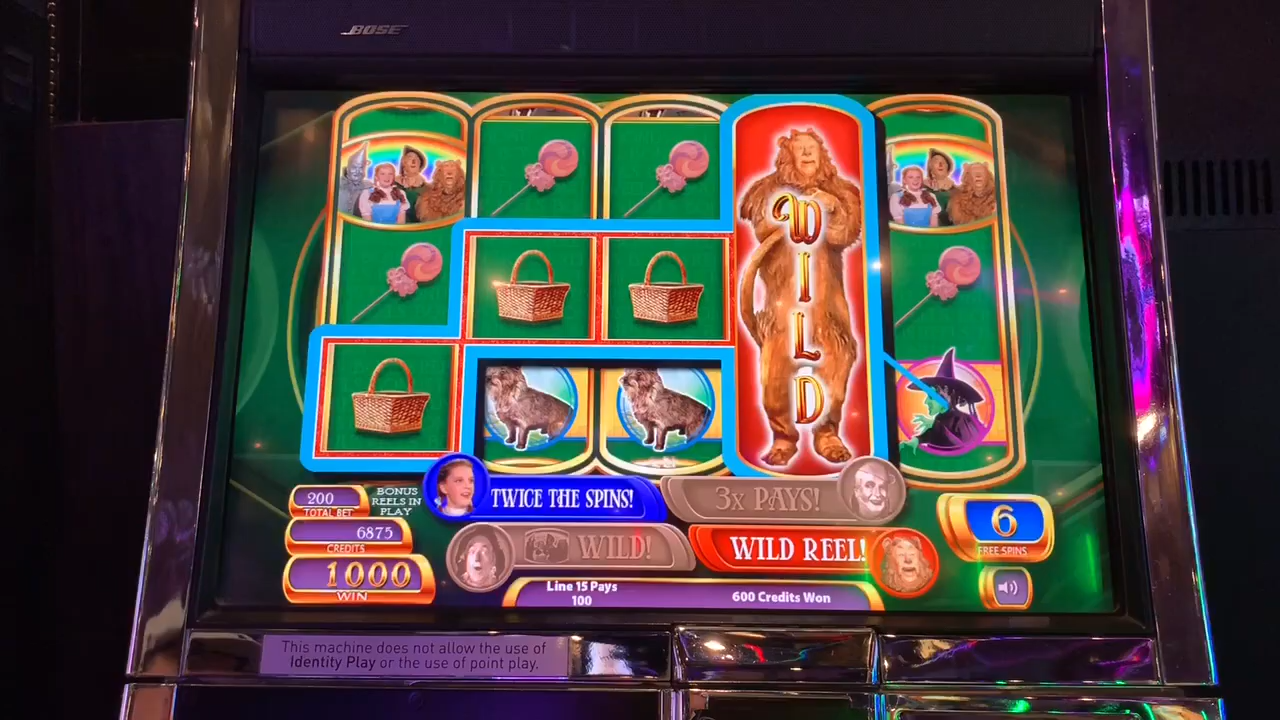 BOSE
WILD
TWICE THE SPINS!
3x PAYS!
200
TOTAL BET
BONUS
REELS IN
PLAY
6875
CREDITS
1000
WIN
WILD!
WILD REEL!
6
FREE SPINS
Line 15 Pays
100
600 Credits Won
This machine does not allow the use of
Identity Play or the use of point play.